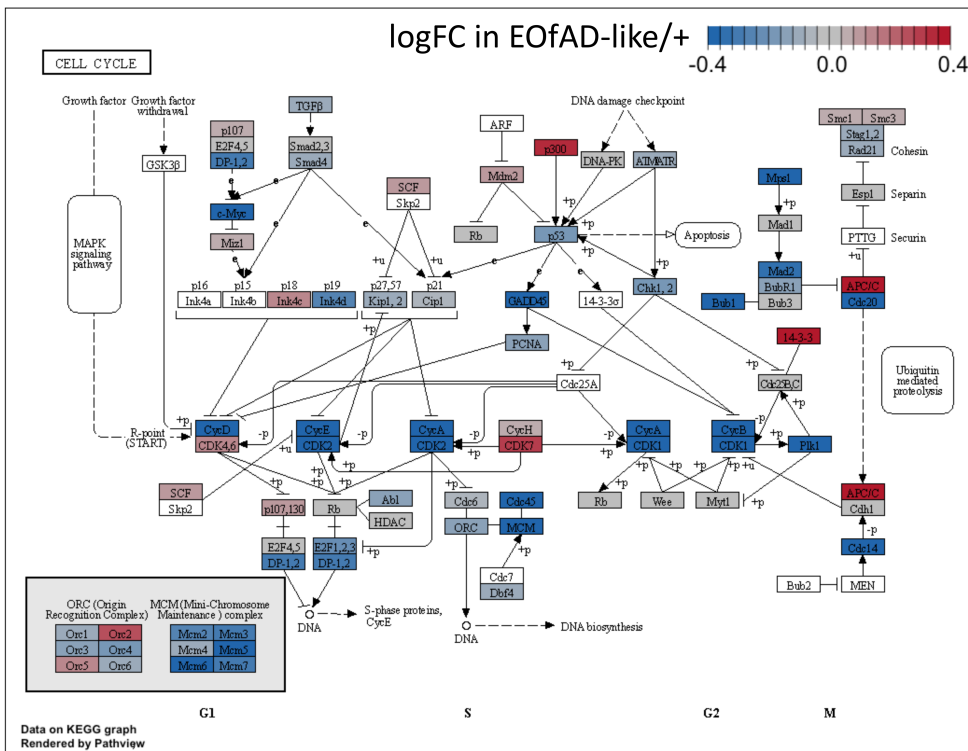 logFC in EOfAD-like/+
-0.4 0.0 0.4
CELL CYCLE
Growth factor
Growth factor
withdrawal
GSK3β
MAPK
signaling
pathway
R-point
(START)
p107
E2F4,5
DP-1,2
c-Myc
Miz1
TGFβ
Smad2,3
Smad4
e
e
e
SCF
Skp2
+u
+u
p16
Ink4a
p15
Ink4b
p18
Ink4c
p19
Ink4d
p27,57
Kip1, 2
p21
Cip1
ARF
Mdm2
Rb
p300
DNA damage checkpoint
DNA-PK
ATM/ATR
+p
+p
+p
p53
+p
+p
Apoptosis
e
e
e
GADD45
14-3-3σ
+p
PCNA
Chk1, 2
+p
+p
Cdc25A
Mps1
+p
Mad1
Mad2
BubR1
Bub3
Bub1
Smc1
Smc3
Stag1,2
Rad21
Cohesin
Esp1
Separin
PTTG
Securin
+u
APC/C
Cdc20
14-3-3
Cdc25B,C
Ubiquitin
mediated
proteolysis
+p
CycD
CDK4,6
-p
+u
CycE
CDK2
-p
CycA
CDK2
-p
+p
CycH
CDK7
-p
CycA
CDK1
+p
CycB
CDK1
-p
+p
-p
+p
Plk1
SCF
Skp2
+p
p107,130
+p
+p
+p
Rb
Abl
HDAC
+p
E2F4,5
DP-1,2
E2F1,2,3
DP-1,2
DNA
S-phase proteins,
CycE
+p
Cdc6
ORC
Cdc45
MCM
+p
Cdc7
Dbf4
DNA
DNA biosynthesis
+p
Rb
+p
+p
Wee
+p
+p
+u
Myt1
+p
APC/C
Cdh1
-p
Cdc14
Bub2
MEN
ORC (Origin
Recognition Complex)
MCM (Mini-Chromosome
Maintenance ) complex
Orc1 Orc2
Orc3 Orc4
Orc5 Orc6
Mcm2 Mcm3
Mcm4 Mcm5
Mcm6 Mcm7
G1 S G2 M
Data on KEGG graph
Rendered by Pathview